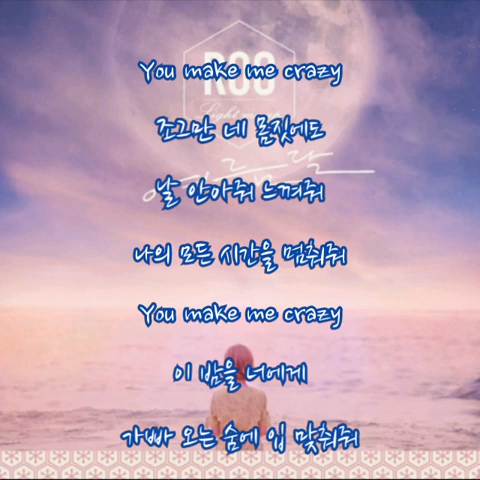 You make me crazy
ROO
조그만 네 몸짓에도
날 안아줘 느껴줘
나의 모든 시간을 멈춰줘
You make me crazy
이 밤을 너에게
가빠 오는 숨에 입 맞춰줘